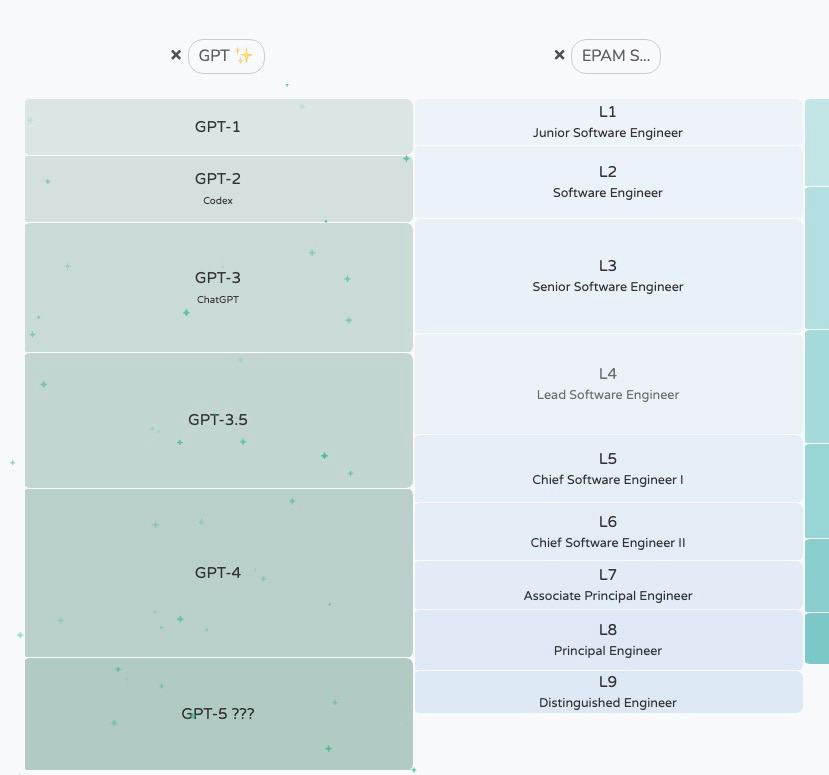 × GPT ✨
× EPAM S...
GPT-1
GPT-2
Codex
GPT-3
ChatGPT
GPT-3.5
GPT-4
GPT-5 ???
L1
Junior Software Engineer
L2
Software Engineer
L3
Senior Software Engineer
L4
Lead Software Engineer
L5
Chief Software Engineer I
L6
Chief Software Engineer II
L7
Associate Principal Engineer
L8
Principal Engineer
L9
Distinguished Engineer